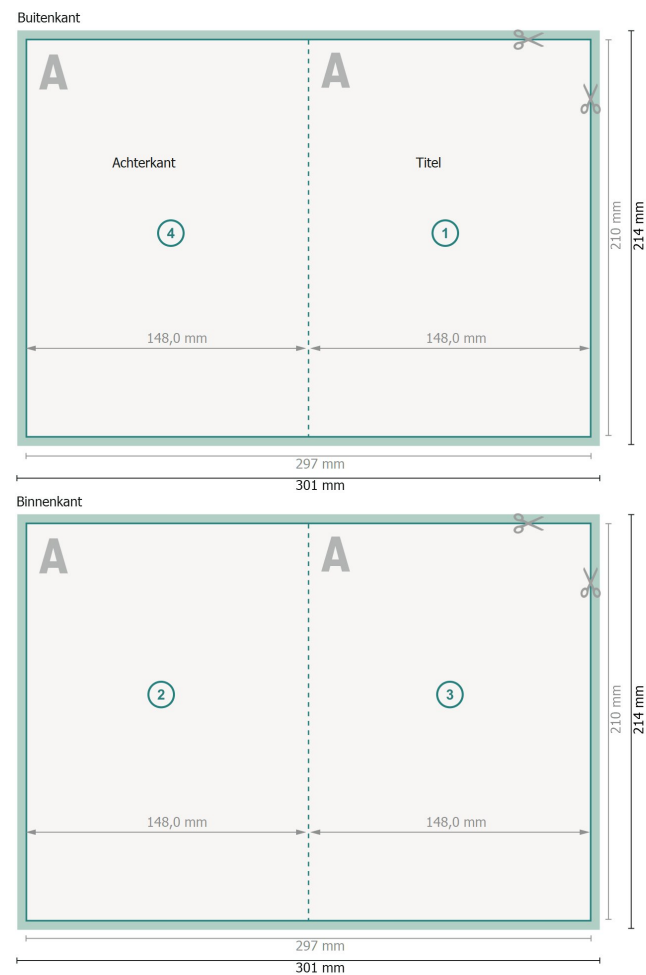 Buitenkant
A
A
Achterkant
Titel
4
1
210 mm
214 mm
148,0 mm
148,0 mm
297 mm
301 mm
Binnenkant
A
A
2
3
210 mm
214 mm
148,0 mm
148,0 mm
297 mm
301 mm